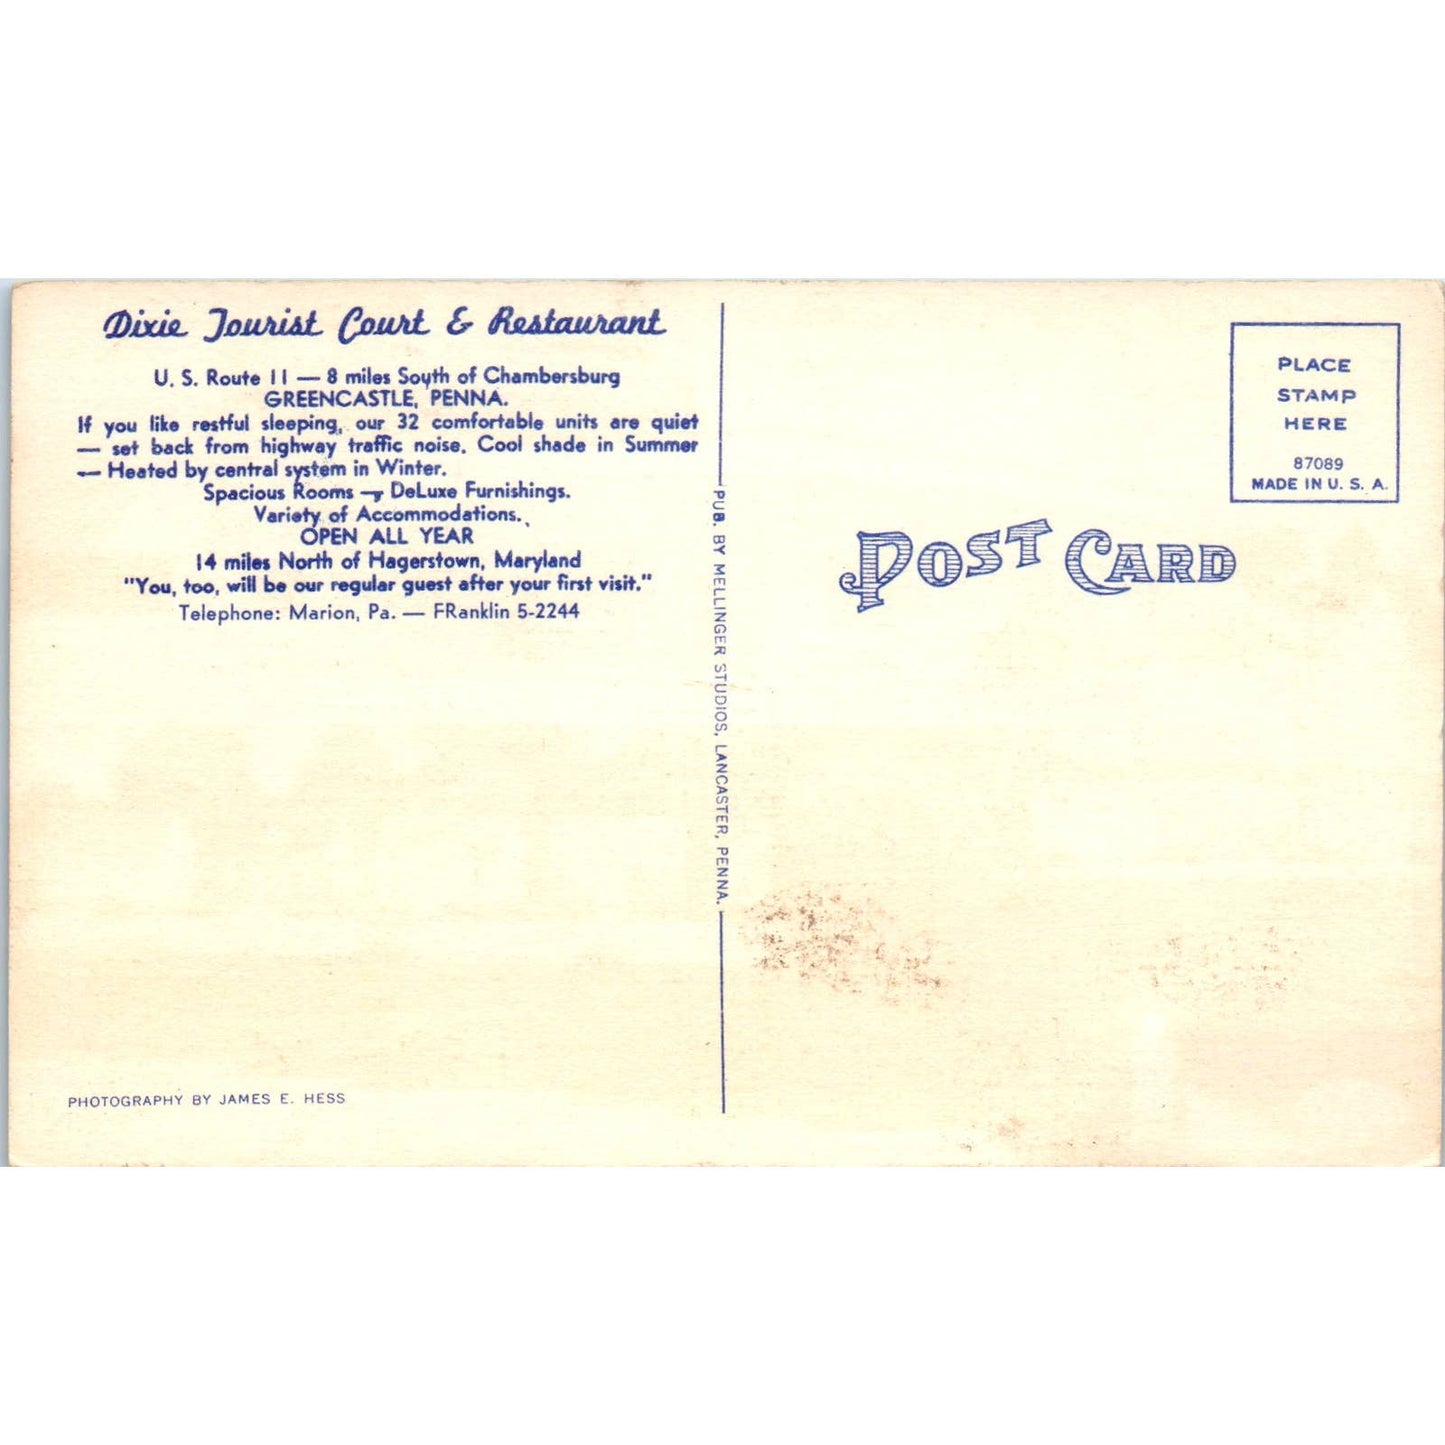 Dixie Tourist Court & Restaurant
U. S. Route 11 — 8 miles South of Chambersburg
GREENCASTLE, PENNA.
If you like restful sleeping, our 32 comfortable units are quiet
— set back from highway traffic noise. Cool shade in Summer
— Heated by central system in Winter.
Spacious Rooms — DeLuxe Furnishings.
Variety of Accommodations.
OPEN ALL YEAR
14 miles North of Hagerstown, Maryland
"You, too, will be our regular guest after your first visit."
Telephone: Marion, Pa. — FRanklin 5-2244
PHOTOGRAPHY BY JAMES E. HESS
PUB. BY MELLINGER STUDIOS, LANCASTER, PENNA.
POST CARD
PLACE
STAMP
HERE
87089
MADE IN U. S. A.